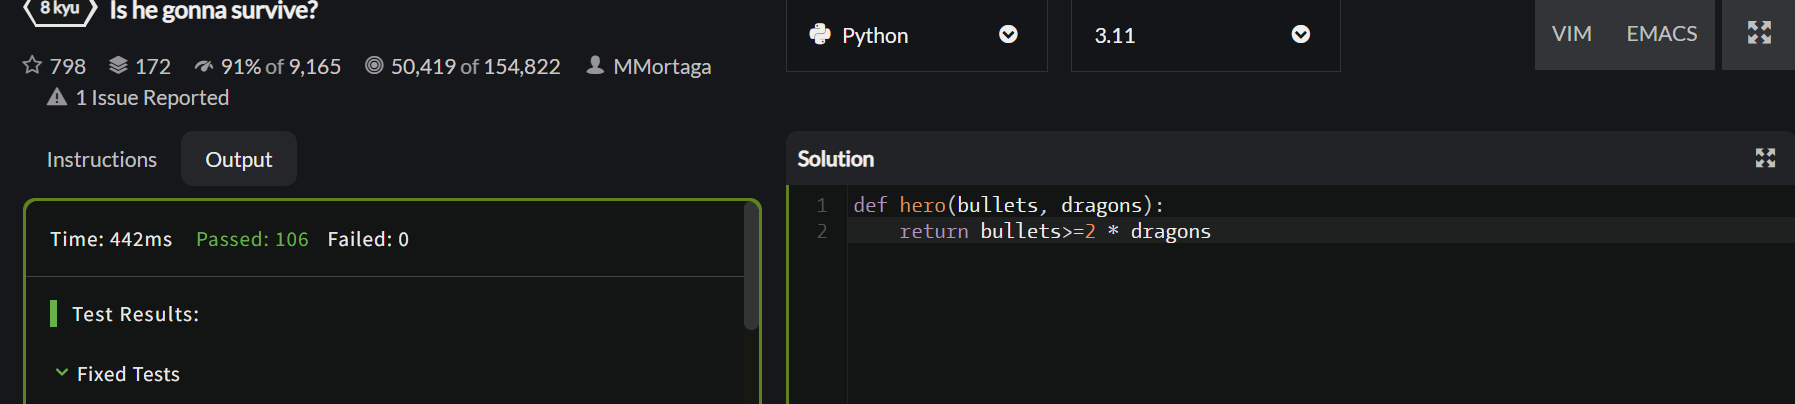 8 kyu Is he gonna survive?
798 172 91% of 9,165 50,419 of 154,822 MMortaga
1 Issue Reported
Python 3.11 VIM EMACS
Instructions Output
Time: 442ms Passed: 106 Failed: 0
Test Results:
Fixed Tests
Solution
1 def hero(bullets, dragons):
2 return bullets>=2 * dragons